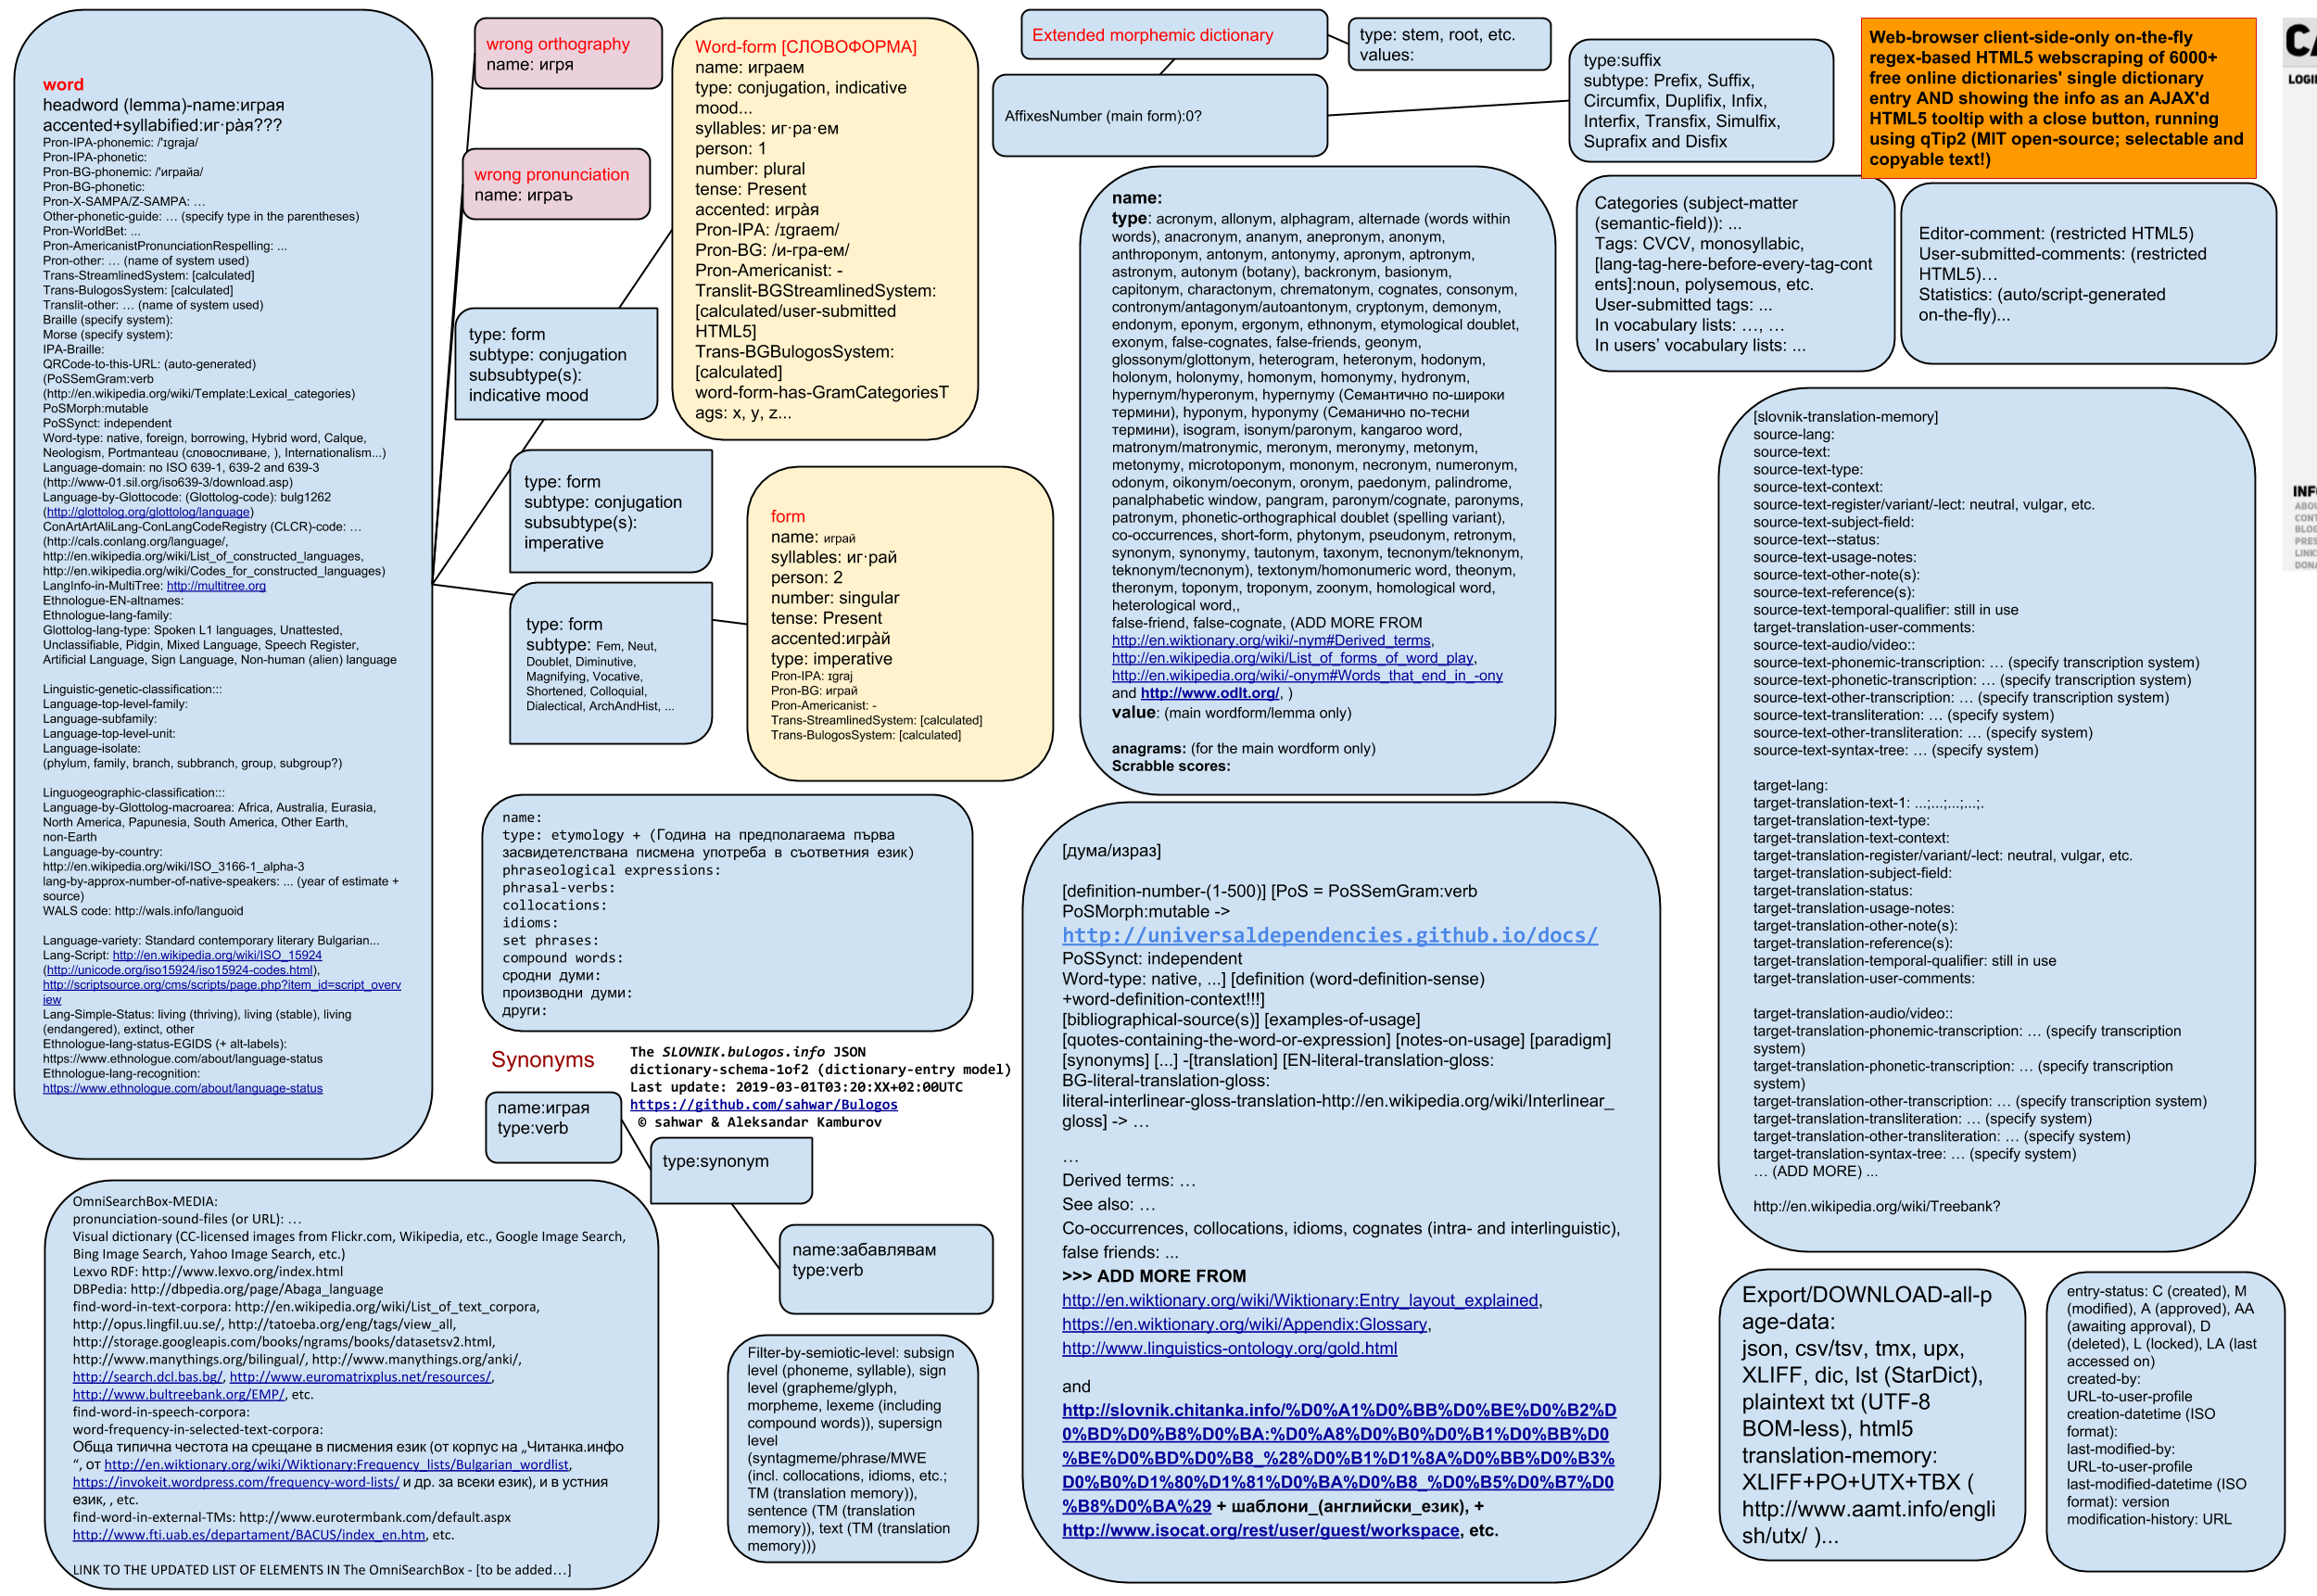 word
headword (lemma)-name:играя
accented+syllabified:иг·ра̀я???
Pron-IPA-phonemic: /'ɪgraja/
Pron-IPA-phonetic:
Pron-BG-phonemic: /'играйа/
Pron-BG-phonetic:
Pron-X-SAMPA/Z-SAMPA: …
Other-phonetic-guide: … (specify type in the parentheses)
Pron-WorldBet: ...
Pron-AmericanistPronunciationRespelling: ...
Pron-other: … (name of system used)
Trans-StreamlinedSystem: [calculated]
Trans-BulogosSystem: [calculated]
Translit-other: … (name of system used)
Braille (specify system):
Morse (specify system):
IPA-Braille:
QRCode-to-this-URL: (auto-generated)
(PoSSemGram:verb
(http://en.wikipedia.org/wiki/Template:Lexical_categories)
PoSMorph:mutable
PoSSynct: independent
Word-type: native, foreign, borrowing, Hybrid word, Calque,
Neologism, Portmanteau (словосливане, ), Internationalism...)
Language-domain: по ISO 639-1, 639-2 and 639-3
(http://www-01.sil.org/iso639-3/download.asp)
Language-by-Glottocode: (Glottolog-code): bulg1262
(http://glottolog.org/glottolog/language)
ConArtArtAliLang-ConLangCodeRegistry (CLCR)-code: …
(http://cals.conlang.org/language/,
http://en.wikipedia.org/wiki/List_of_constructed_languages,
http://en.wikipedia.org/wiki/Codes_for_constructed_languages)
LangInfo-in-MultiTree: http://multitree.org
Ethnologue-EN-altnames:
Ethnologue-lang-family:
Glottolog-lang-type: Spoken L1 languages, Unattested,
Unclassifiable, Pidgin, Mixed Language, Speech Register,
Artificial Language, Sign Language, Non-human (alien) language
Linguistic-genetic-classification:::
Language-top-level-family:
Language-subfamily:
Language-top-level-unit:
Language-isolate:
(phylum, family, branch, subbranch, group, subgroup?)
Linguogeographic-classification:::
Language-by-Glottolog-macroarea: Africa, Australia, Eurasia,
North America, Papunesia, South America, Other Earth,
non-Earth
Language-by-country:
http://en.wikipedia.org/wiki/ISO_3166-1_alpha-3
lang-by-approx-number-of-native-speakers: ... (year of estimate +
source)
WALS code: http://wals.info/languoid
Language-variety: Standard contemporary literary Bulgarian...
Lang-Script: http://en.wikipedia.org/wiki/ISO_15924
(http://unicode.org/iso15924/iso15924-codes.html),
http://scriptsource.org/cms/scripts/page.php?item_id=script_overv
iew
Lang-Simple-Status: living (thriving), living (stable), living
(endangered), extinct, other
Ethnologue-lang-status-EGIDS (+ alt-labels):
https://www.ethnologue.com/about/language-status
Ethnologue-lang-recognition:
https://www.ethnologue.com/about/language-status
wrong orthography
name: игря
wrong pronunciation
name: играъ
type: form
subtype: conjugation
subsubtype(s):
indicative mood
type: form
subtype: conjugation
subsubtype(s):
imperative
type: form
subtype: Fem, Neut,
Doublet, Diminutive,
Magnifying, Vocative,
Shortened, Colloquial,
Dialectical, ArchAndHist, ...
Word-form [СЛОВОФОРМА]
name: играем
type: conjugation, indicative
mood...
syllables: иг·ра·ем
person: 1
number: plural
tense: Present
accented: игра̀я
Pron-IPA: /ɪgraem/
Pron-BG: /и-гра-ем/
Pron-Americanist: -
Translit-BGStreamlinedSystem:
[calculated/user-submitted
HTML5]
Trans-BGBulogosSystem:
[calculated]
word-form-has-GramCategoriesT
ags: x, y, z...
form
name: играй
syllables: иг·рай
person: 2
number: singular
tense: Present
accented:игра̀й
type: imperative
Pron-IPA: ɪgraj
Pron-BG: играй
Pron-Americanist: -
Trans-StreamlinedSystem: [calculated]
Trans-BulogosSystem: [calculated]
Extended morphemic dictionary
type: stem, root, etc.
values:
AffixesNumber (main form):0?
type:suffix
subtype: Prefix, Suffix,
Circumfix, Duplifix, Infix,
Interfix, Transfix, Simulfix,
Suprafix and Disfix
Web-browser client-side-only on-the-fly
regex-based HTML5 webscraping of 6000+
free online dictionaries' single dictionary
entry AND showing the info as an AJAX'd
HTML5 tooltip with a close button, running
using qTip2 (MIT open-source; selectable and
copyable text!)
name:
type: acronym, allonym, alphagram, alternade (words within
words), anacronym, ananym, anepronym, anonym,
anthroponym, antonym, antonymy, apronym, aptronym,
astronym, autonym (botany), backronym, basionym,
capitonym, charactonym, chrematonym, cognates, consonym,
contronym/antagonym/autoantonym, cryptonym, demonym,
endonym, eponym, ergonym, ethnonym, etymological doublet,
exonym, false-cognates, false-friends, geonym,
glossonym/glottonym, heterogram, heteronym, hodonym,
holonym, holonymy, homonym, homonymy, hydronym,
hypernym/hyperonym, hypernymy (Семантично по-широки
термини), hyponym, hyponymy (Семанично по-тесни
термини), isogram, isonym/paronym, kangaroo word,
matronym/matronymic, meronym, meronymy, metonym,
metonymy, microtoponym, mononym, necronym, numeronym,
odonym, oikonym/oeconym, oronym, paedonym, palindrome,
panalphabetic window, pangram, paronym/cognate, paronyms,
patronym, phonetic-orthographical doublet (spelling variant),
co-occurrences, short-form, phytonym, pseudonym, retronym,
synonym, synonymy, tautonym, taxonym, tecnonym/teknonym,
teknonym/tecnonym), textonym/homonumeric word, theonym,
theronym, toponym, troponym, zoonym, homological word,
heterological word,,
false-friend, false-cognate, (ADD MORE FROM
http://en.wiktionary.org/wiki/-nym#Derived_terms,
http://en.wikipedia.org/wiki/List_of_forms_of_word_play,
http://en.wikipedia.org/wiki/-onym#Words_that_end_in_-ony
and http://www.odlt.org/, )
value: (main wordform/lemma only)
anagrams: (for the main wordform only)
Scrabble scores:
Categories (subject-matter
(semantic-field)): ...
Tags: CVCV, monosyllabic,
[lang-tag-here-before-every-tag-cont
ents]:noun, polysemous, etc.
User-submitted tags: ...
In vocabulary lists: …, …
In users’ vocabulary lists: ...
Editor-comment: (restricted HTML5)
User-submitted-comments: (restricted
HTML5)…
Statistics: (auto/script-generated
on-the-fly)...
CA
LOGI
INF
ABOU
CONT
BLOG
PRES
LINK
DONA
[slovnik-translation-memory]
source-lang:
source-text:
source-text-type:
source-text-context:
source-text-register/variant/-lect: neutral, vulgar, etc.
source-text-subject-field:
source-text--status:
source-text-usage-notes:
source-text-other-note(s):
source-text-reference(s):
source-text-temporal-qualifier: still in use
target-translation-user-comments:
source-text-audio/video::
source-text-phonemic-transcription: … (specify transcription system)
source-text-phonetic-transcription: … (specify transcription system)
source-text-other-transcription: … (specify transcription system)
source-text-transliteration: … (specify system)
source-text-other-transliteration: … (specify system)
source-text-syntax-tree: … (specify system)
target-lang:
target-translation-text-1: ...;...;...;...;.
target-translation-text-type:
target-translation-text-context:
target-translation-register/variant/-lect: neutral, vulgar, etc.
target-translation-subject-field:
target-translation-status:
target-translation-usage-notes:
target-translation-other-note(s):
target-translation-reference(s):
target-translation-temporal-qualifier: still in use
target-translation-user-comments:
target-translation-audio/video::
target-translation-phonemic-transcription: … (specify transcription
system)
target-translation-phonetic-transcription: … (specify transcription
system)
target-translation-other-transcription: … (specify transcription system)
target-translation-transliteration: … (specify system)
target-translation-other-transliteration: … (specify system)
target-translation-syntax-tree: … (specify system)
… (ADD MORE) ...
http://en.wikipedia.org/wiki/Treebank?
name:
type: etymology + (Година на предполагаема първа
засвидетелствана писмена употреба в съответния език)
phraseological expressions:
phrasal-verbs:
collocations:
idioms:
set phrases:
compound words:
сродни думи:
производни думи:
други:
Synonyms
The SLOVNIK.bulogos.info JSON
dictionary-schema-1of2 (dictionary-entry model)
Last update: 2019-03-01T03:20:XX+02:00UTC
https://github.com/sahwar/Bulogos
© sahwar & Aleksandar Kamburov
name:играя
type:verb
type:synonym
name:забавлявам
type:verb
[дума/израз]
[definition-number-(1-500)] [PoS = PoSSemGram:verb
PoSMorph:mutable ->
http://universaldependencies.github.io/docs/
PoSSynct: independent
Word-type: native, ...] [definition (word-definition-sense)
+word-definition-context!!!]
[bibliographical-source(s)] [examples-of-usage]
[quotes-containing-the-word-or-expression] [notes-on-usage] [paradigm]
[synonyms] [...] -[translation] [EN-literal-translation-gloss:
BG-literal-translation-gloss:
literal-interlinear-gloss-translation-http://en.wikipedia.org/wiki/Interlinear_
gloss] -> …
…
Derived terms: …
See also: …
Co-occurrences, collocations, idioms, cognates (intra- and interlinguistic),
false friends: ...
>>> ADD MORE FROM
http://en.wiktionary.org/wiki/Wiktionary:Entry_layout_explained,
https://en.wiktionary.org/wiki/Appendix:Glossary,
http://www.linguistics-ontology.org/gold.html
and
http://slovnik.chitanka.info/%D0%A1%D0%BB%D0%BE%D0%B2%D
0%BD%D0%B8%D0%BA:%D0%A8%D0%B0%D0%B1%D0%BB%D0
%BE%D0%BD%D0%B8_%28%D0%B1%D1%8A%D0%BB%D0%B3%
D0%B0%D1%80%D1%81%D0%BA%D0%B8_%D0%B5%D0%B7%D0
%B8%D0%BA%29 + шаблони_(английски_език), +
http://www.isocat.org/rest/user/guest/workspace, etc.
OmniSearchBox-MEDIA:
pronunciation-sound-files (or URL): …
Visual dictionary (CC-licensed images from Flickr.com, Wikipedia, etc., Google Image Search,
Bing Image Search, Yahoo Image Search, etc.)
Lexvo RDF: http://www.lexvo.org/index.html
DBPedia: http://dbpedia.org/page/Abaga_language
find-word-in-text-corpora: http://en.wikipedia.org/wiki/List_of_text_corpora,
http://opus.lingfil.uu.se/, http://tatoeba.org/eng/tags/view_all,
http://storage.googleapis.com/books/ngrams/books/datasetsv2.html,
http://www.manythings.org/bilingual/, http://www.manythings.org/anki/,
http://search.dcl.bas.bg/, http://www.euromatrixplus.net/resources/,
http://www.bultreebank.org/EMP/, etc.
find-word-in-speech-corpora:
word-frequency-in-selected-text-corpora:
Обща типична честота на срещане в писмения език (от корпус на „Читанка.инфо
“, от http://en.wiktionary.org/wiki/Wiktionary:Frequency_lists/Bulgarian_wordlist,
https://invokeit.wordpress.com/frequency-word-lists/ и др. за всеки език), и в устния
език, , etc.
find-word-in-external-TMs: http://www.eurotermbank.com/default.aspx
http://www.fti.uab.es/departament/BACUS/index_en.htm, etc.
LINK TO THE UPDATED LIST OF ELEMENTS IN The OmniSearchBox - [to be added…]
Filter-by-semiotic-level: subsign
level (phoneme, syllable), sign
level (grapheme/glyph,
morpheme, lexeme (including
compound words)), supersign
level
(syntagmeme/phrase/MWE
(incl. collocations, idioms, etc.;
TM (translation memory)),
sentence (TM (translation
memory)), text (TM (translation
memory)))
Export/DOWNLOAD-all-p
age-data:
json, csv/tsv, tmx, upx,
XLIFF, dic, lst (StarDict),
plaintext txt (UTF-8
BOM-less), html5
translation-memory:
XLIFF+PO+UTX+TBX (
http://www.aamt.info/engli
sh/utx/ )...
entry-status: C (created), M
(modified), A (approved), AA
(awaiting approval), D
(deleted), L (locked), LA (last
accessed on)
created-by:
URL-to-user-profile
creation-datetime (ISO
format):
last-modified-by:
URL-to-user-profile
last-modified-datetime (ISO
format): version
modification-history: URL